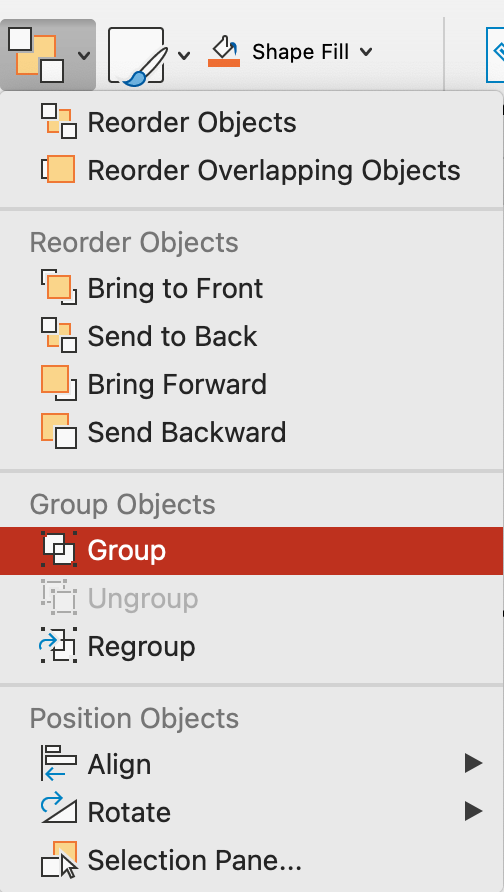 Shape Fill
Reorder Objects
Reorder Overlapping Objects
Reorder Objects
Bring to Front
Send to Back
Bring Forward
Send Backward
Group Objects
Group
Ungroup
Regroup
Position Objects
Align
Rotate
Selection Pane...